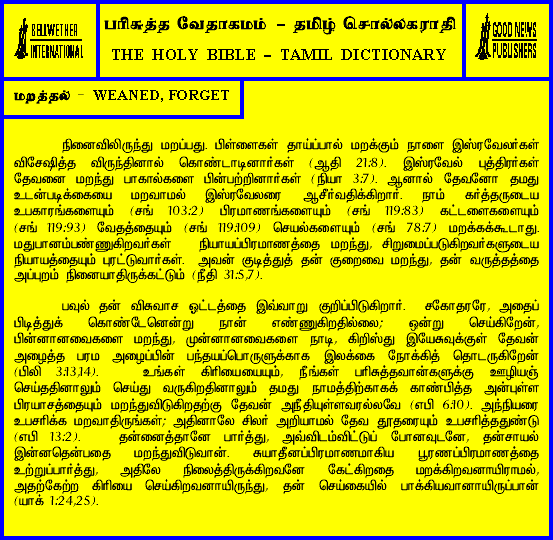 BELLWETHER
INTERNATIONAL
பரிசுத்த வேதாகமம் – தமிழ் சொல்லகராதி
THE HOLY BIBLE – TAMIL DICTIONARY
GOOD NEWS
PUBLISHERS
மறத்தல் – WEANED, FORGET
நினைவிலிருந்து மறப்பது. பிள்ளைகள் தாய்ப்பால் மறக்கும் நாளை இஸ்ரவேலர்கள்
விசேஷித்த விருந்தினால் கொண்டாடினார்கள் (ஆதி 21:8). இஸ்ரவேல் புத்திரர்கள்
தேவனை மறந்து பாகால்களை பின்பற்றினார்கள் (நியா 3:7). ஆனால் தேவனோ தமது
உடன்படிக்கையை மறவாமல் இஸ்ரவேலரை ஆசீர்வதிக்கிறார். நாம் கர்த்தருடைய
உபகாரங்களையும் (சங் 103:2) பிரமாணங்களையும் (சங் 119:83) கட்டளைகளையும்
(சங் 119:93) வேதத்தையும் (சங் 119:109) செயல்களையும் (சங் 78:7) மறக்கக்கூடாது.
மதுபானம்பண்ணுகிறவர்கள் நியாயப்பிரமாணத்தை மறந்து, சிறுமைப்படுகிறவர்களுடைய
நியாயத்தையும் புரட்டுவார்கள். அவன் குடித்துத் தன் குறைவை மறந்து, தன் வருத்தத்தை
அப்புறம் நினையாதிருக்கட்டும் (நீதி 31:5,7).
பவுல் தன் விசுவாச ஓட்டத்தை இவ்வாறு குறிப்பிடுகிறார். சகோதரரே, அதைப்
பிடித்துக் கொண்டேனென்று நான் எண்ணுகிறதில்லை; ஒன்று செய்கிறேன்,
பின்னானவைகளை மறந்து, முன்னானவைகளை நாடி, கிறிஸ்து இயேசுவுக்குள் தேவன்
அழைத்த பரம அழைப்பின் பந்தயப்பொருளுக்காக இலக்கை நோக்கித் தொடருகிறேன்
(பிலி 3:13,14). உங்கள் கிரியையையும், நீங்கள் பரிசுத்தவான்களுக்கு ஊழியஞ்
செய்ததினாலும் செய்து வருகிறதினாலும் தமது நாமத்திற்காகக் காண்பித்த அன்புள்ள
பிரயாசத்தையும் மறந்துவிடுகிறதற்கு தேவன் அநீதியுள்ளவரல்லவே (எபி 6:10). அந்நியரை
உபசரிக்க மறவாதிருங்கள்; அதினாலே சிலர் அறியாமல் தேவ தூதரையும் உபசரித்ததுண்டு
(எபி 13:2). தன்னைத்தானே பார்த்து, அவ்விடம்விட்டுப் போனவுடனே, தன்சாயல்
இன்னதென்பதை மறந்துவிடுவான். சுயாதீனப்பிரமாணமாகிய பூரணப்பிரமாணத்தை
உற்றுப்பார்த்து, அதிலே நிலைத்திருக்கிறவனே கேட்கிறதை மறக்கிறவனாயிராமல்,
அதற்கேற்ற கிரியை செய்கிறவனாயிருந்து, தன் செய்கையில் பாக்கியவானாயிருப்பான்
(யாக் 1:24,25).